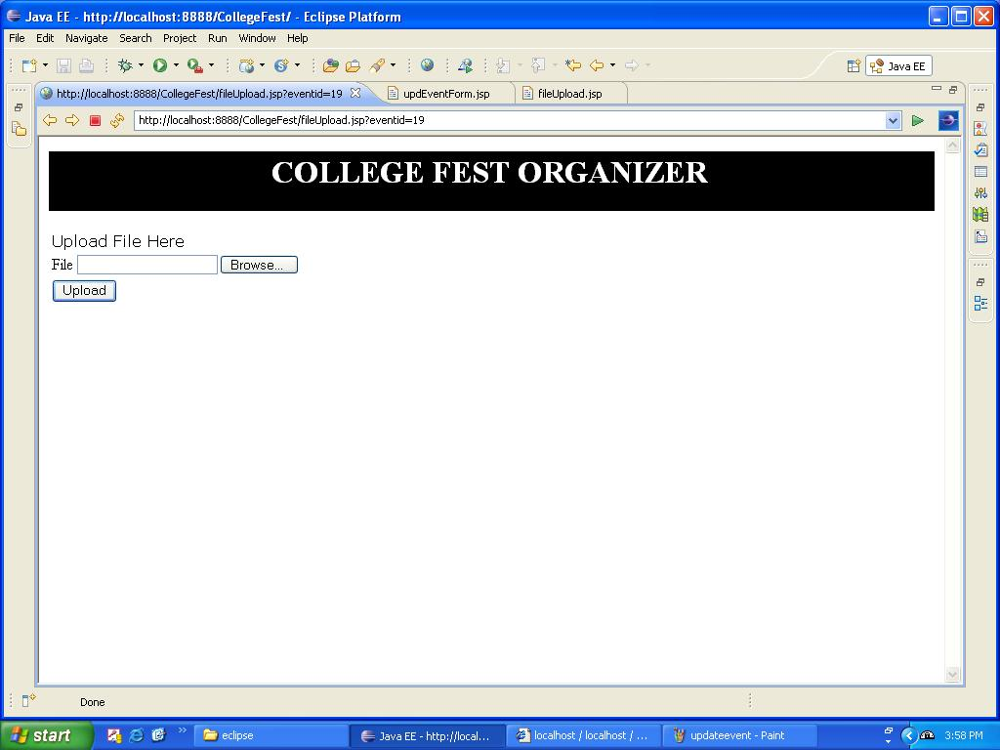 Java EE - http://localhost:8888/CollegeFest/ - Eclipse Platform
File Edit Navigate Search Project Run Window Help
Java EE
http://localhost:8888/CollegeFest/fileUpload.jsp?eventid=19 updEventForm.jsp fileUpload.jsp
http://localhost:8888/CollegeFest/fileUpload.jsp?eventid=19
COLLEGE FEST ORGANIZER
Upload File Here
File Browse...
Upload
Done
start eclipse Java EE - http://local... localhost / localhost / ... updateevent - Paint 3:58 PM